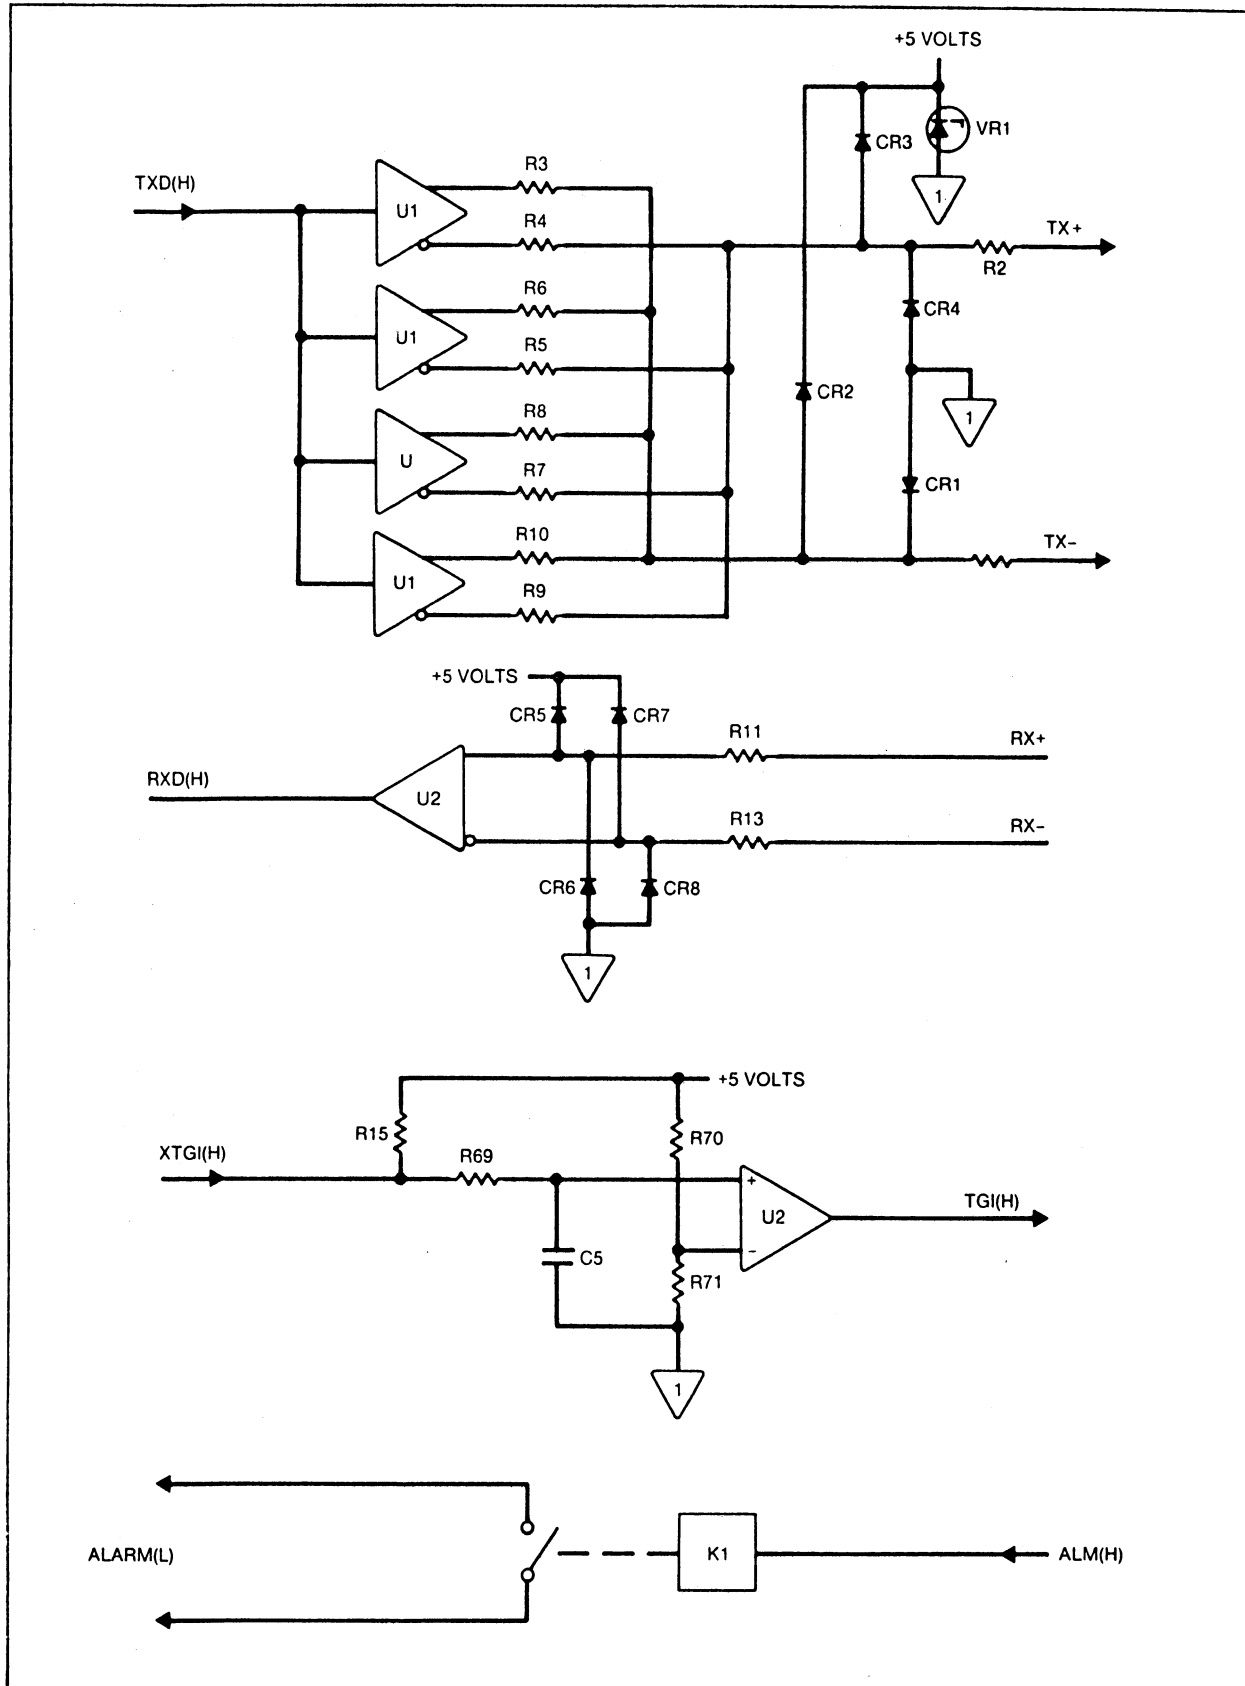 +5 VOLTS
CR3
VR1
1
TXD(H)
U1
R3
R4
TX+
R2
U1
R6
R5
CR4
CR2
1
U
R8
R7
CR1
U1
R10
R9
TX-
+5 VOLTS
CR5
CR7
R11
RX+
RXD(H)
U2
R13
RX-
CR6
CR8
1
+5 VOLTS
R15
R70
XTGI(H)
R69
+
U2
TGI(H)
-
C5
R71
1
ALARM(L)
K1
ALM(H)